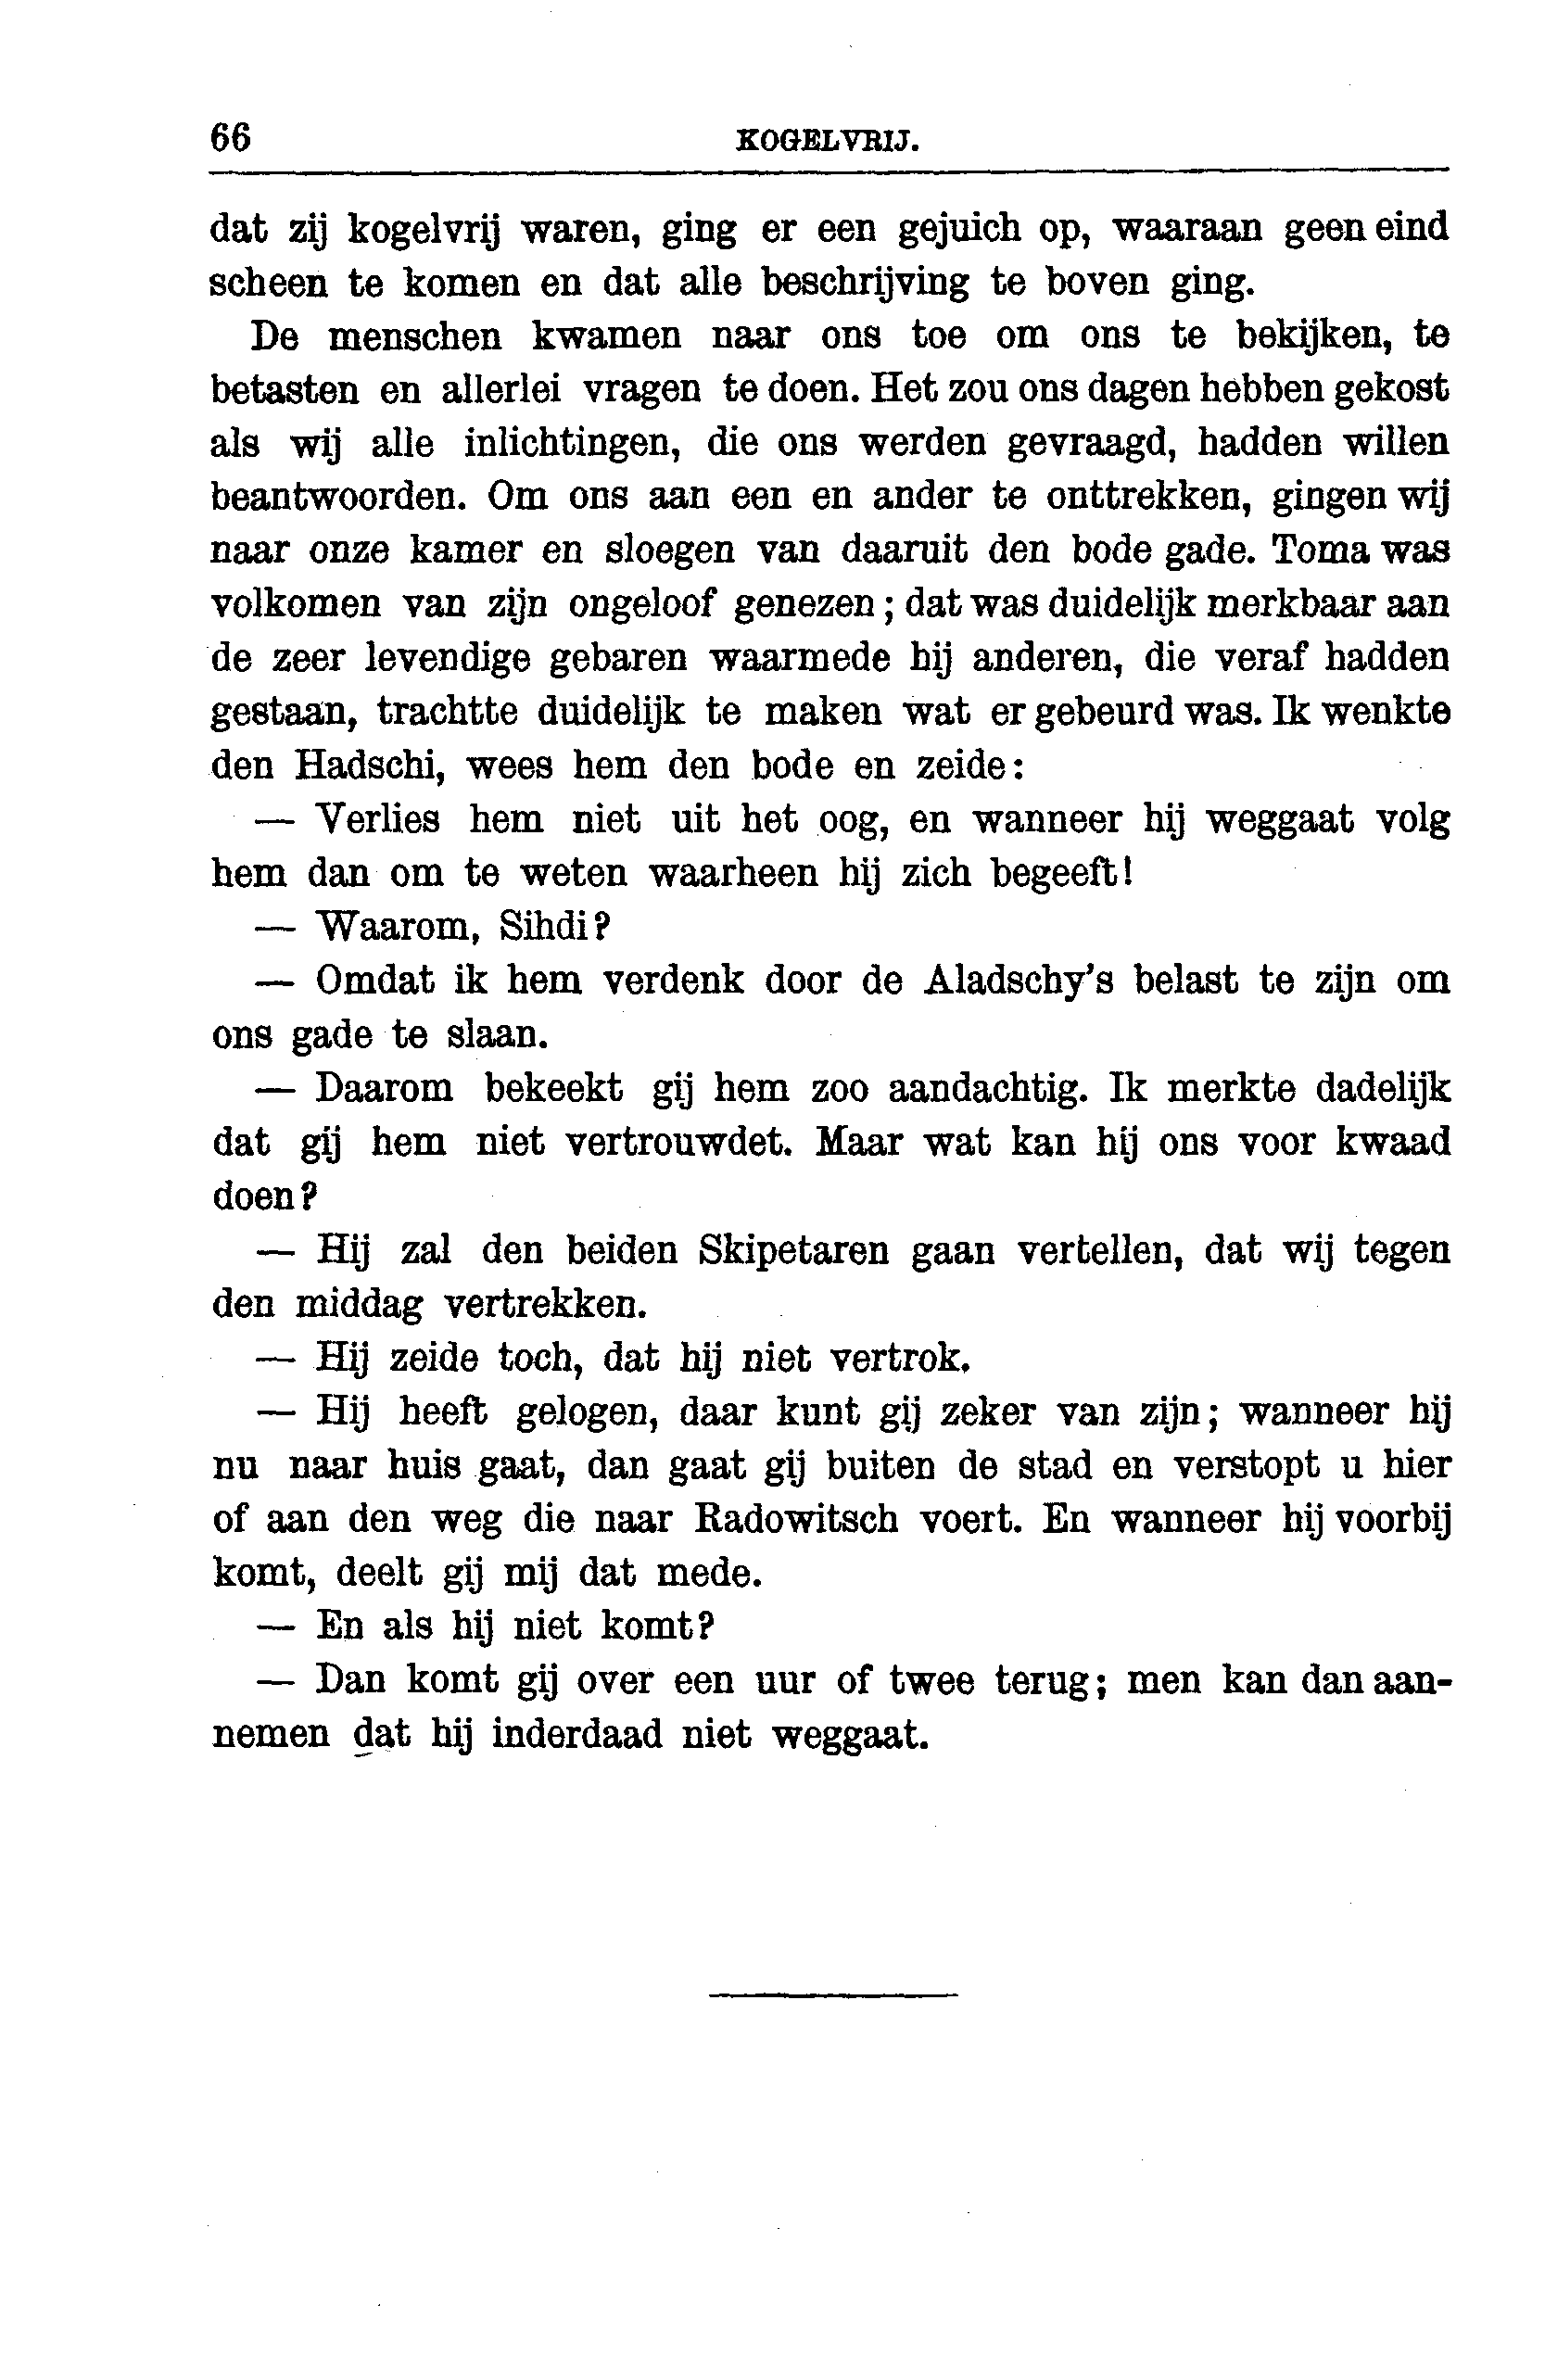 66
KOGELVRIJ.
dat zij kogelvrij waren, ging er een gejuich op, waaraan geen eind
scheen te komen en dat alle beschrijving te boven ging.
De menschen kwamen naar ons toe om ons te bekijken, te
betasten en allerlei vragen te doen. Het zou ons dagen hebben gekost
als wij alle inlichtingen, die ons werden gevraagd, hadden willen
beantwoorden. Om ons aan een en ander te onttrekken, gingen wij
naar onze kamer en sloegen van daaruit den bode gade. Toma was
volkomen van zijn ongeloof genezen; dat was duidelijk merkbaar aan
de zeer levendige gebaren waarmede hij anderen, die veraf hadden
gestaan, trachtte duidelijk te maken wat er gebeurd was. Ik wenkte
den Hadschi, wees hem den bode en zeide:
— Verlies hem niet uit het oog, en wanneer hij weggaat volg
hem dan om te weten waarheen hij zich begeeft!
— Waarom, Sihdi?
— Omdat ik hem verdenk door de Aladschy's belast te zijn om
ons gade te slaan.
— Daarom bekeekt gij hem zoo aandachtig. Ik merkte dadelijk
dat gij hem niet vertrouwdet. Maar wat kan hij ons voor kwaad
doen?
— Hij zal den beiden Skipetaren gaan vertellen, dat wij tegen
den middag vertrekken.
— Hij zeide toch, dat hij niet vertrok.
— Hij heeft gelogen, daar kunt gij zeker van zijn; wanneer hij
nu naar huis gaat, dan gaat gij buiten de stad en verstopt u hier
of aan den weg die naar Radowitsch voert. En wanneer hij voorbij
komt, deelt gij mij dat mede.
— En als hij niet komt?
— Dan komt gij over een uur of twee terug; men kan dan aan-
nemen dat hij inderdaad niet weggaat.